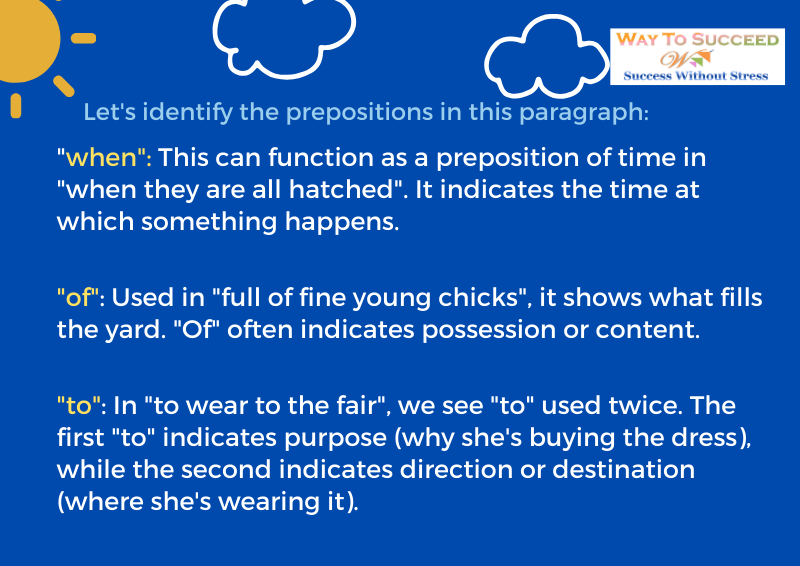 WAY TO SUCCEED
W
Success Without Stress
Let's identify the prepositions in this paragraph:
"when": This can function as a preposition of time in
"when they are all hatched". It indicates the time at
which something happens.
"of": Used in "full of fine young chicks", it shows what fills
the yard. "Of" often indicates possession or content.
"to": In "to wear to the fair", we see "to" used twice. The
first "to" indicates purpose (why she's buying the dress),
while the second indicates direction or destination
(where she's wearing it).